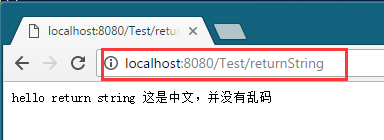 localhost:8080/Test/retu
localhost:8080/Test/returnString
hello return string 这是中文，并没有乱码